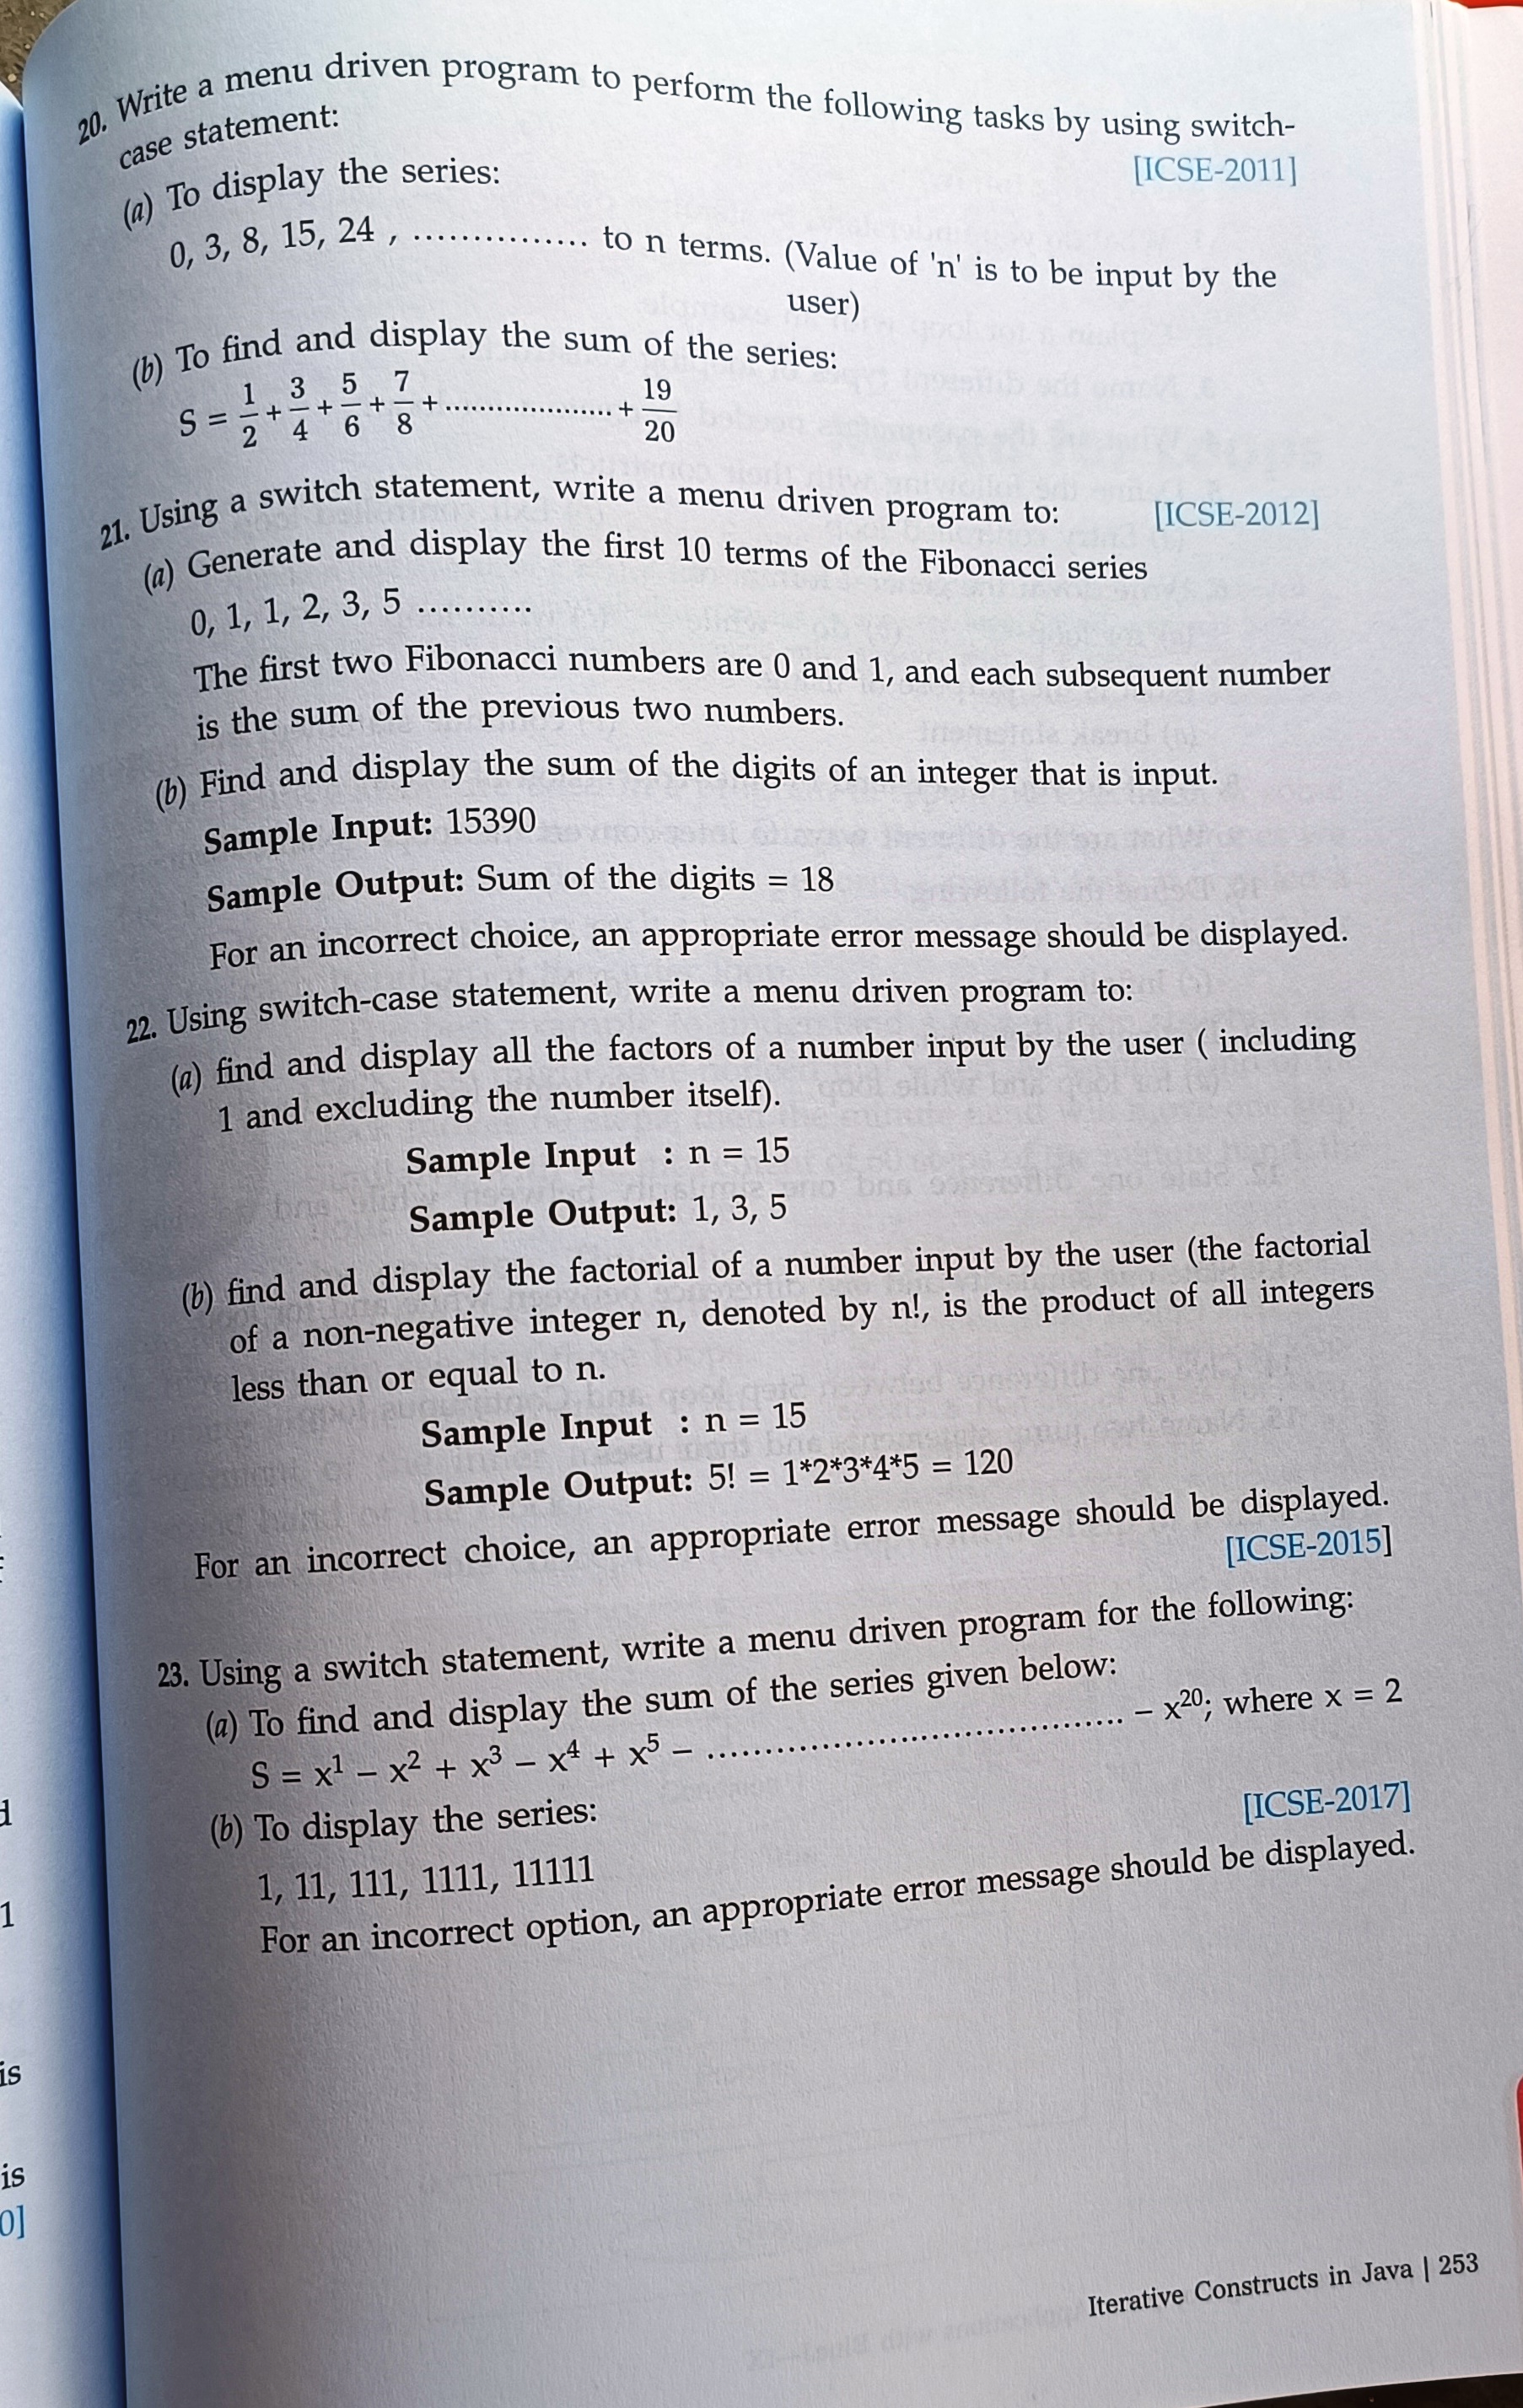 20. Write a menu driven program to perform the following tasks by using switch-
case statement:
[ICSE-2011]
(a) To display the series:
0, 3, 8, 15, 24 , ............... to n terms. (Value of 'n' is to be input by the
user)
(b) To find and display the sum of the series:
S = 1/2 + 3/4 + 5/6 + 7/8 + ..................... + 19/20
21. Using a switch statement, write a menu driven program to: [ICSE-2012]
(a) Generate and display the first 10 terms of the Fibonacci series
0, 1, 1, 2, 3, 5 ..........
The first two Fibonacci numbers are 0 and 1, and each subsequent number
is the sum of the previous two numbers.
(b) Find and display the sum of the digits of an integer that is input.
Sample Input: 15390
Sample Output: Sum of the digits = 18
For an incorrect choice, an appropriate error message should be displayed.
22. Using switch-case statement, write a menu driven program to:
(a) find and display all the factors of a number input by the user ( including
1 and excluding the number itself).
Sample Input : n = 15
Sample Output: 1, 3, 5
(b) find and display the factorial of a number input by the user (the factorial
of a non-negative integer n, denoted by n!, is the product of all integers
less than or equal to n.
Sample Input : n = 15
Sample Output: 5! = 1*2*3*4*5 = 120
For an incorrect choice, an appropriate error message should be displayed.
[ICSE-2015]
23. Using a switch statement, write a menu driven program for the following:
(a) To find and display the sum of the series given below:
S = x¹ − x² + x³ − x⁴ + x⁵ − ..................................... − x²⁰; where x = 2
(b) To display the series:
[ICSE-2017]
1, 11, 111, 1111, 11111
For an incorrect option, an appropriate error message should be displayed.
Iterative Constructs in Java | 253
1
is
is
0]